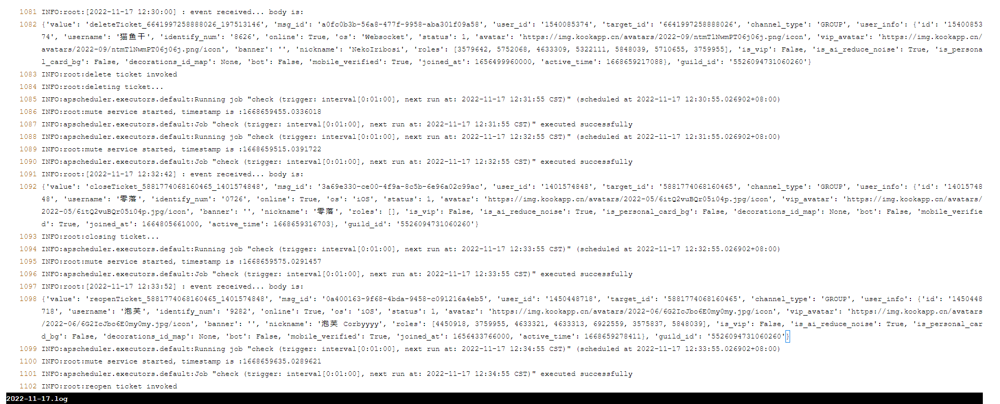 1081 INFO:root:[2022-11-17 12:30:00] : event received... body is:
1082 {'value': 'deleteTicket_6641997258888026_197513146', 'msg_id': 'a0fc0b3b-56a8-477f-9958-aba301f09a58', 'user_id': '1540085374', 'target_id': '6641997258888026', 'channel_type': 'GROUP', 'user_info': {'id': '15400853
74', 'username': '猫鱼干', 'identify_num': '8626', 'online': True, 'os': 'Websocket', 'status': 1, 'avatar': 'https://img.kookapp.cn/avatars/2022-09/ntmT1NwmPT06j06j.png/icon', 'vip_avatar': 'https://img.kookapp.cn/
avatars/2022-09/ntmT1NwmPT06j06j.png/icon', 'banner': '', 'nickname': 'NekoIribosi', 'roles': [3579642, 5752068, 4633309, 5322111, 5848039, 5710655, 3759955], 'is_vip': False, 'is_ai_reduce_noise': True, 'is_persona
l_card_bg': False, 'decorations_id_map': None, 'bot': False, 'mobile_verified': True, 'joined_at': 1656499960000, 'active_time': 1668659217088}, 'guild_id': '5526094731060260'}
1083 INFO:root:delete ticket invoked
1084 INFO:root:deleting ticket...
1085 INFO:apscheduler.executors.default:Running job "check (trigger: interval[0:01:00], next run at: 2022-11-17 12:31:55 CST)" (scheduled at 2022-11-17 12:30:55.026902+08:00)
1086 INFO:root:mute service started, timestamp is :1668659455.0336018
1087 INFO:apscheduler.executors.default:Job "check (trigger: interval[0:01:00], next run at: 2022-11-17 12:31:55 CST)" executed successfully
1088 INFO:apscheduler.executors.default:Running job "check (trigger: interval[0:01:00], next run at: 2022-11-17 12:32:55 CST)" (scheduled at 2022-11-17 12:31:55.026902+08:00)
1089 INFO:root:mute service started, timestamp is :1668659515.0391722
1090 INFO:apscheduler.executors.default:Job "check (trigger: interval[0:01:00], next run at: 2022-11-17 12:32:55 CST)" executed successfully
1091 INFO:root:[2022-11-17 12:32:42] : event received... body is:
1092 {'value': 'closeTicket_5881774068160465_1401574848', 'msg_id': '3a69e330-ce00-4f9a-8c5b-6e96a02c99ac', 'user_id': '1401574848', 'target_id': '5881774068160465', 'channel_type': 'GROUP', 'user_info': {'id': '14015748
48', 'username': '零落', 'identify_num': '0726', 'online': True, 'os': 'iOS', 'status': 1, 'avatar': 'https://img.kookapp.cn/avatars/2022-05/6itQ2vuBQr05i04p.jpg/icon', 'vip_avatar': 'https://img.kookapp.cn/avatars/
2022-05/6itQ2vuBQr05i04p.jpg/icon', 'banner': '', 'nickname': '零落', 'roles': [], 'is_vip': False, 'is_ai_reduce_noise': True, 'is_personal_card_bg': False, 'decorations_id_map': None, 'bot': False, 'mobile_verifie
d': True, 'joined_at': 1664805661000, 'active_time': 1668659316703}, 'guild_id': '5526094731060260'}
1093 INFO:root:closing ticket...
1094 INFO:apscheduler.executors.default:Running job "check (trigger: interval[0:01:00], next run at: 2022-11-17 12:33:55 CST)" (scheduled at 2022-11-17 12:32:55.026902+08:00)
1095 INFO:root:mute service started, timestamp is :1668659575.0291457
1096 INFO:apscheduler.executors.default:Job "check (trigger: interval[0:01:00], next run at: 2022-11-17 12:33:55 CST)" executed successfully
1097 INFO:root:[2022-11-17 12:33:52] : event received... body is:
1098 {'value': 'reopenTicket_5881774068160465_1401574848', 'msg_id': '0a400163-9f68-4bda-9458-c091216a4eb5', 'user_id': '1450448718', 'target_id': '5881774068160465', 'channel_type': 'GROUP', 'user_info': {'id': '1450448
718', 'username': '泡芙', 'identify_num': '9282', 'online': True, 'os': 'iOS', 'status': 1, 'avatar': 'https://img.kookapp.cn/avatars/2022-06/6G2IcJbo6E0my0my.jpg/icon', 'vip_avatar': 'https://img.kookapp.cn/avatars
/2022-06/6G2IcJbo6E0my0my.jpg/icon', 'banner': '', 'nickname': '泡芙 Corbyyyy', 'roles': [4450918, 3759955, 4633321, 4633313, 6922559, 3575837, 5848039], 'is_vip': False, 'is_ai_reduce_noise': True, 'is_personal_car
d_bg': False, 'decorations_id_map': None, 'bot': False, 'mobile_verified': True, 'joined_at': 1656433766000, 'active_time': 1668659278411}, 'guild_id': '5526094731060260'}
1099 INFO:apscheduler.executors.default:Running job "check (trigger: interval[0:01:00], next run at: 2022-11-17 12:34:55 CST)" (scheduled at 2022-11-17 12:33:55.026902+08:00)
1100 INFO:root:mute service started, timestamp is :1668659635.0289621
1101 INFO:apscheduler.executors.default:Job "check (trigger: interval[0:01:00], next run at: 2022-11-17 12:34:55 CST)" executed successfully
1102 INFO:root:reopen ticket invoked
2022-11-17.log